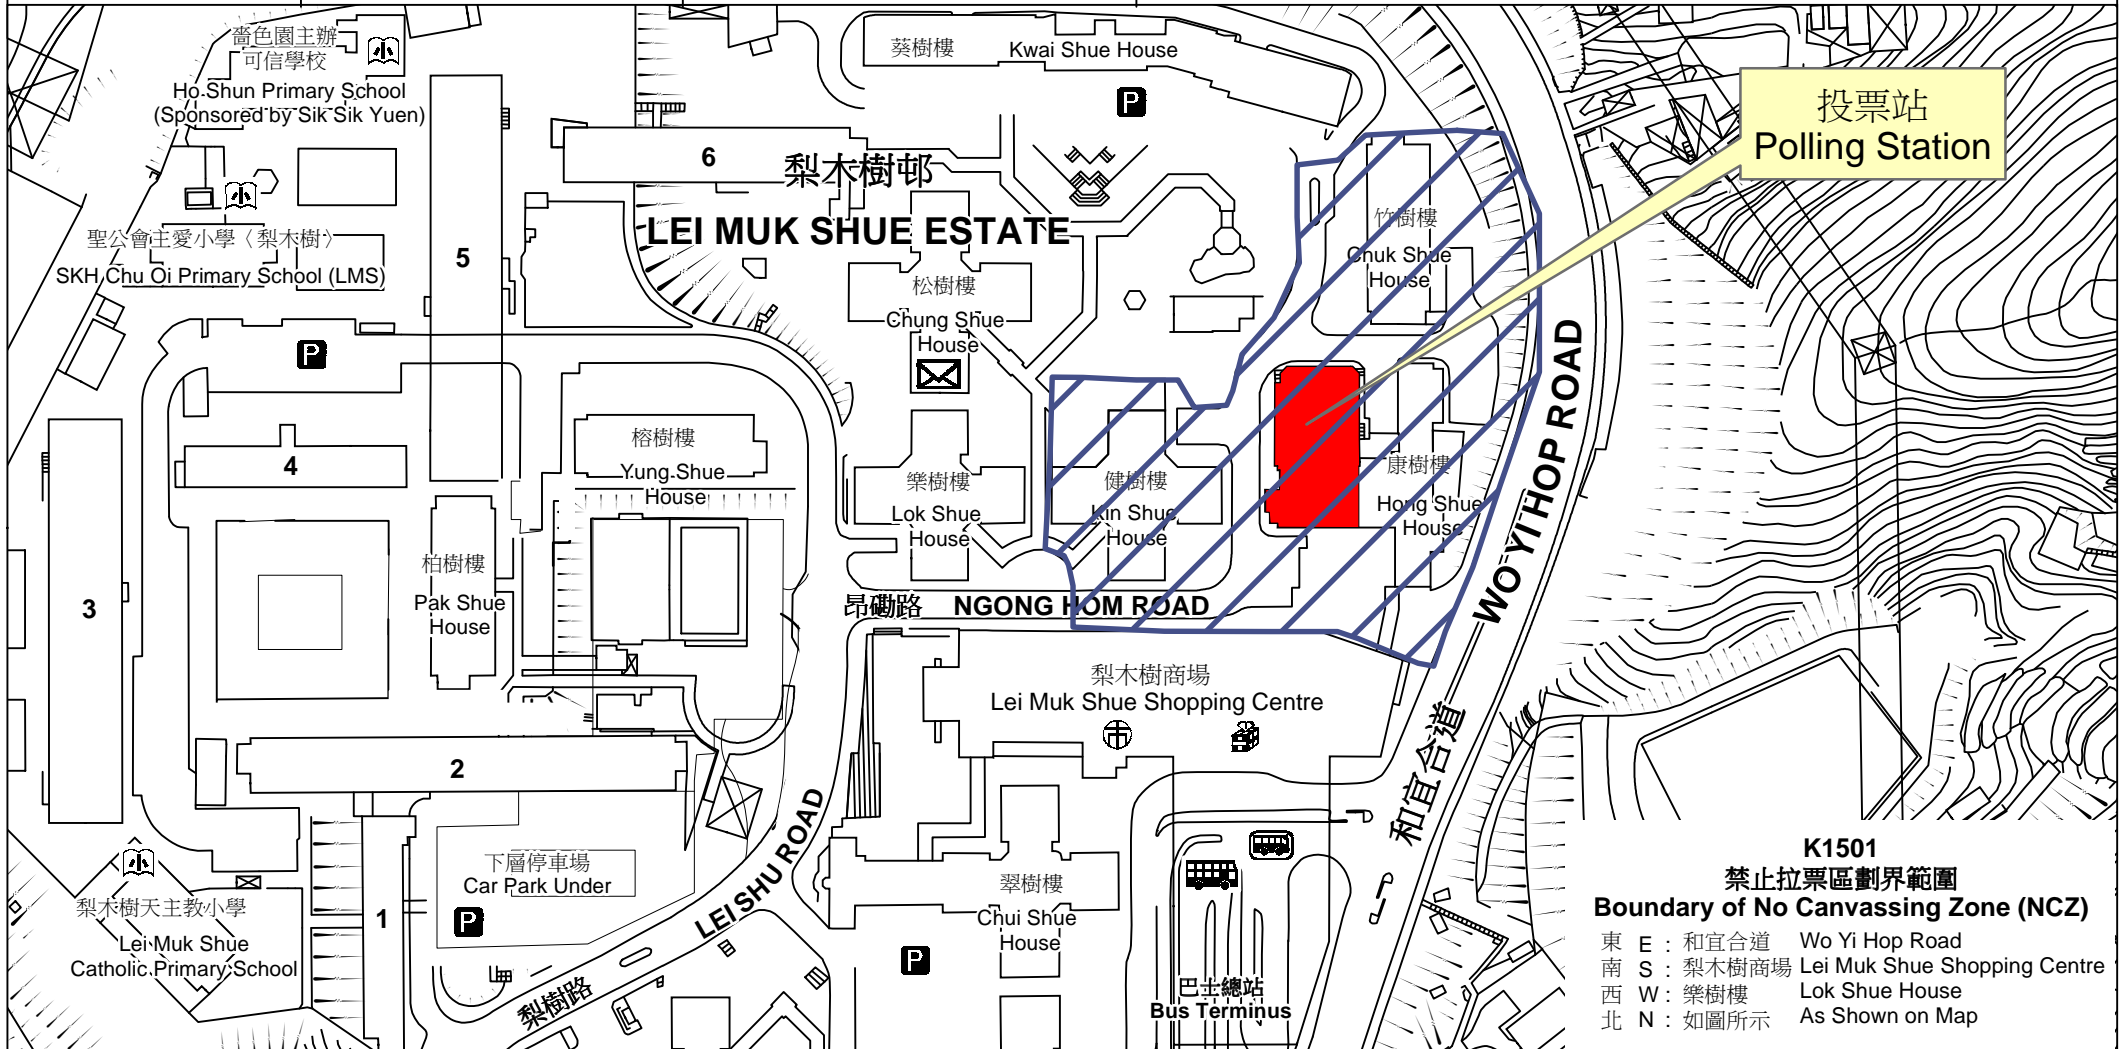 嗇色園主辦
可信學校
Ho Shun Primary School
(Sponsored by Sik Sik Yuen)
小
葵樹樓
Kwai Shue House
P
投票站
Polling Station
6
梨木樹邨
LEI MUK SHUE ESTATE
小
聖公會主愛小學〈梨木樹〉
SKH Chu Oi Primary School (LMS)
5
竹樹樓
Chuk Shue
House
松樹樓
Chung Shue
House
P
榕樹樓
Yung Shue
House
4
樂樹樓
Lok Shue
House
健樹樓
Kin Shue
House
康樹樓
Hong Shue
House
WO YI HOP ROAD
和宜合道
柏樹樓
Pak Shue
House
3
昂磡路 NGONG HOM ROAD
梨木樹商場
Lei Muk Shue Shopping Centre
市
2
LEI SHU ROAD
梨樹路
小
梨木樹天主教小學
Lei Muk Shue
Catholic Primary School
1
下層停車場
Car Park Under
P
翠樹樓
Chui Shue
House
P
巴士總站
Bus Terminus
K1501
禁止拉票區劃界範圍
Boundary of No Canvassing Zone (NCZ)
東 E : 和宜合道 Wo Yi Hop Road
南 S : 梨木樹商場 Lei Muk Shue Shopping Centre
西 W : 樂樹樓 Lok Shue House
北 N : 如圖所示 As Shown on Map